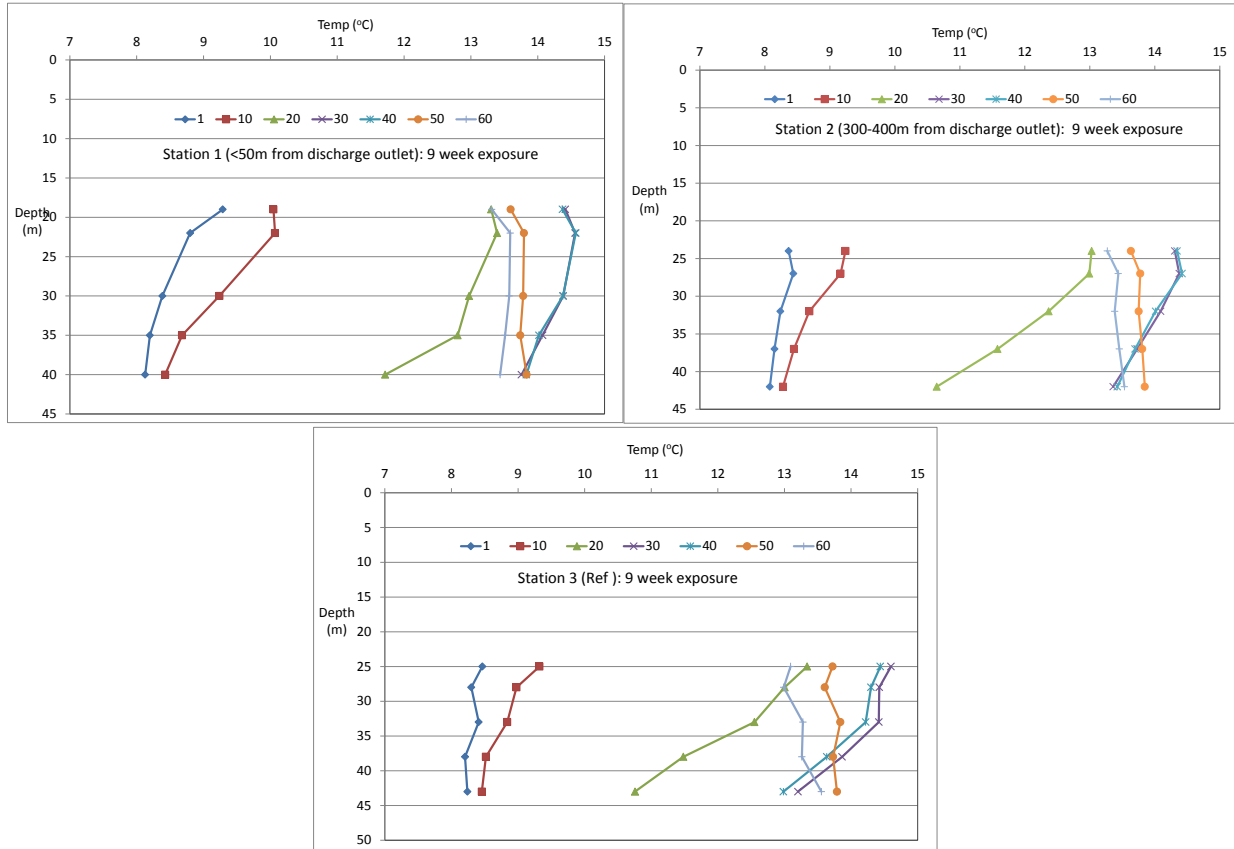 Temp (°C)
7 8 9 10 11 12 13 14 15
0
5
10
1 10 20 30 40 50 60
Station 1 (<50m from discharge outlet): 9 week exposure
15
20
Depth
(m)
25
30
35
40
45
Temp (°C)
7 8 9 10 11 12 13 14 15
0
1 10 20 30 40 50 60
5
Station 2 (300-400m from discharge outlet): 9 week exposure
10
15
Depth
(m)
20
25
30
35
40
45
Temp (°C)
7 8 9 10 11 12 13 14 15
0
5
1 10 20 30 40 50 60
10
Station 3 (Ref ): 9 week exposure
15
Depth
(m)
20
25
30
35
40
45
50